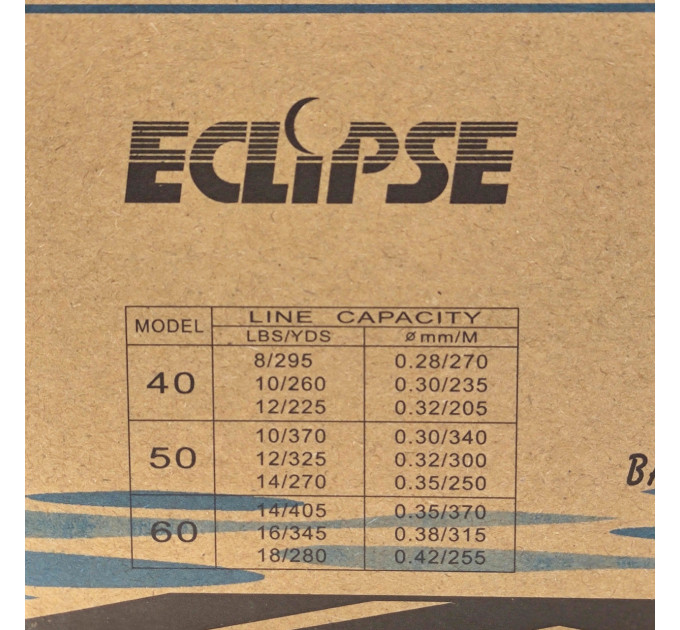 ECLIPSE
MODEL LINE CAPACITY
LBS/YDS ømm/M
40 8/295 0.28/270
10/260 0.30/235
12/225 0.32/205
50 10/370 0.30/340
12/325 0.32/300
14/270 0.35/250
60 14/405 0.35/370
16/345 0.38/315
18/280 0.42/255